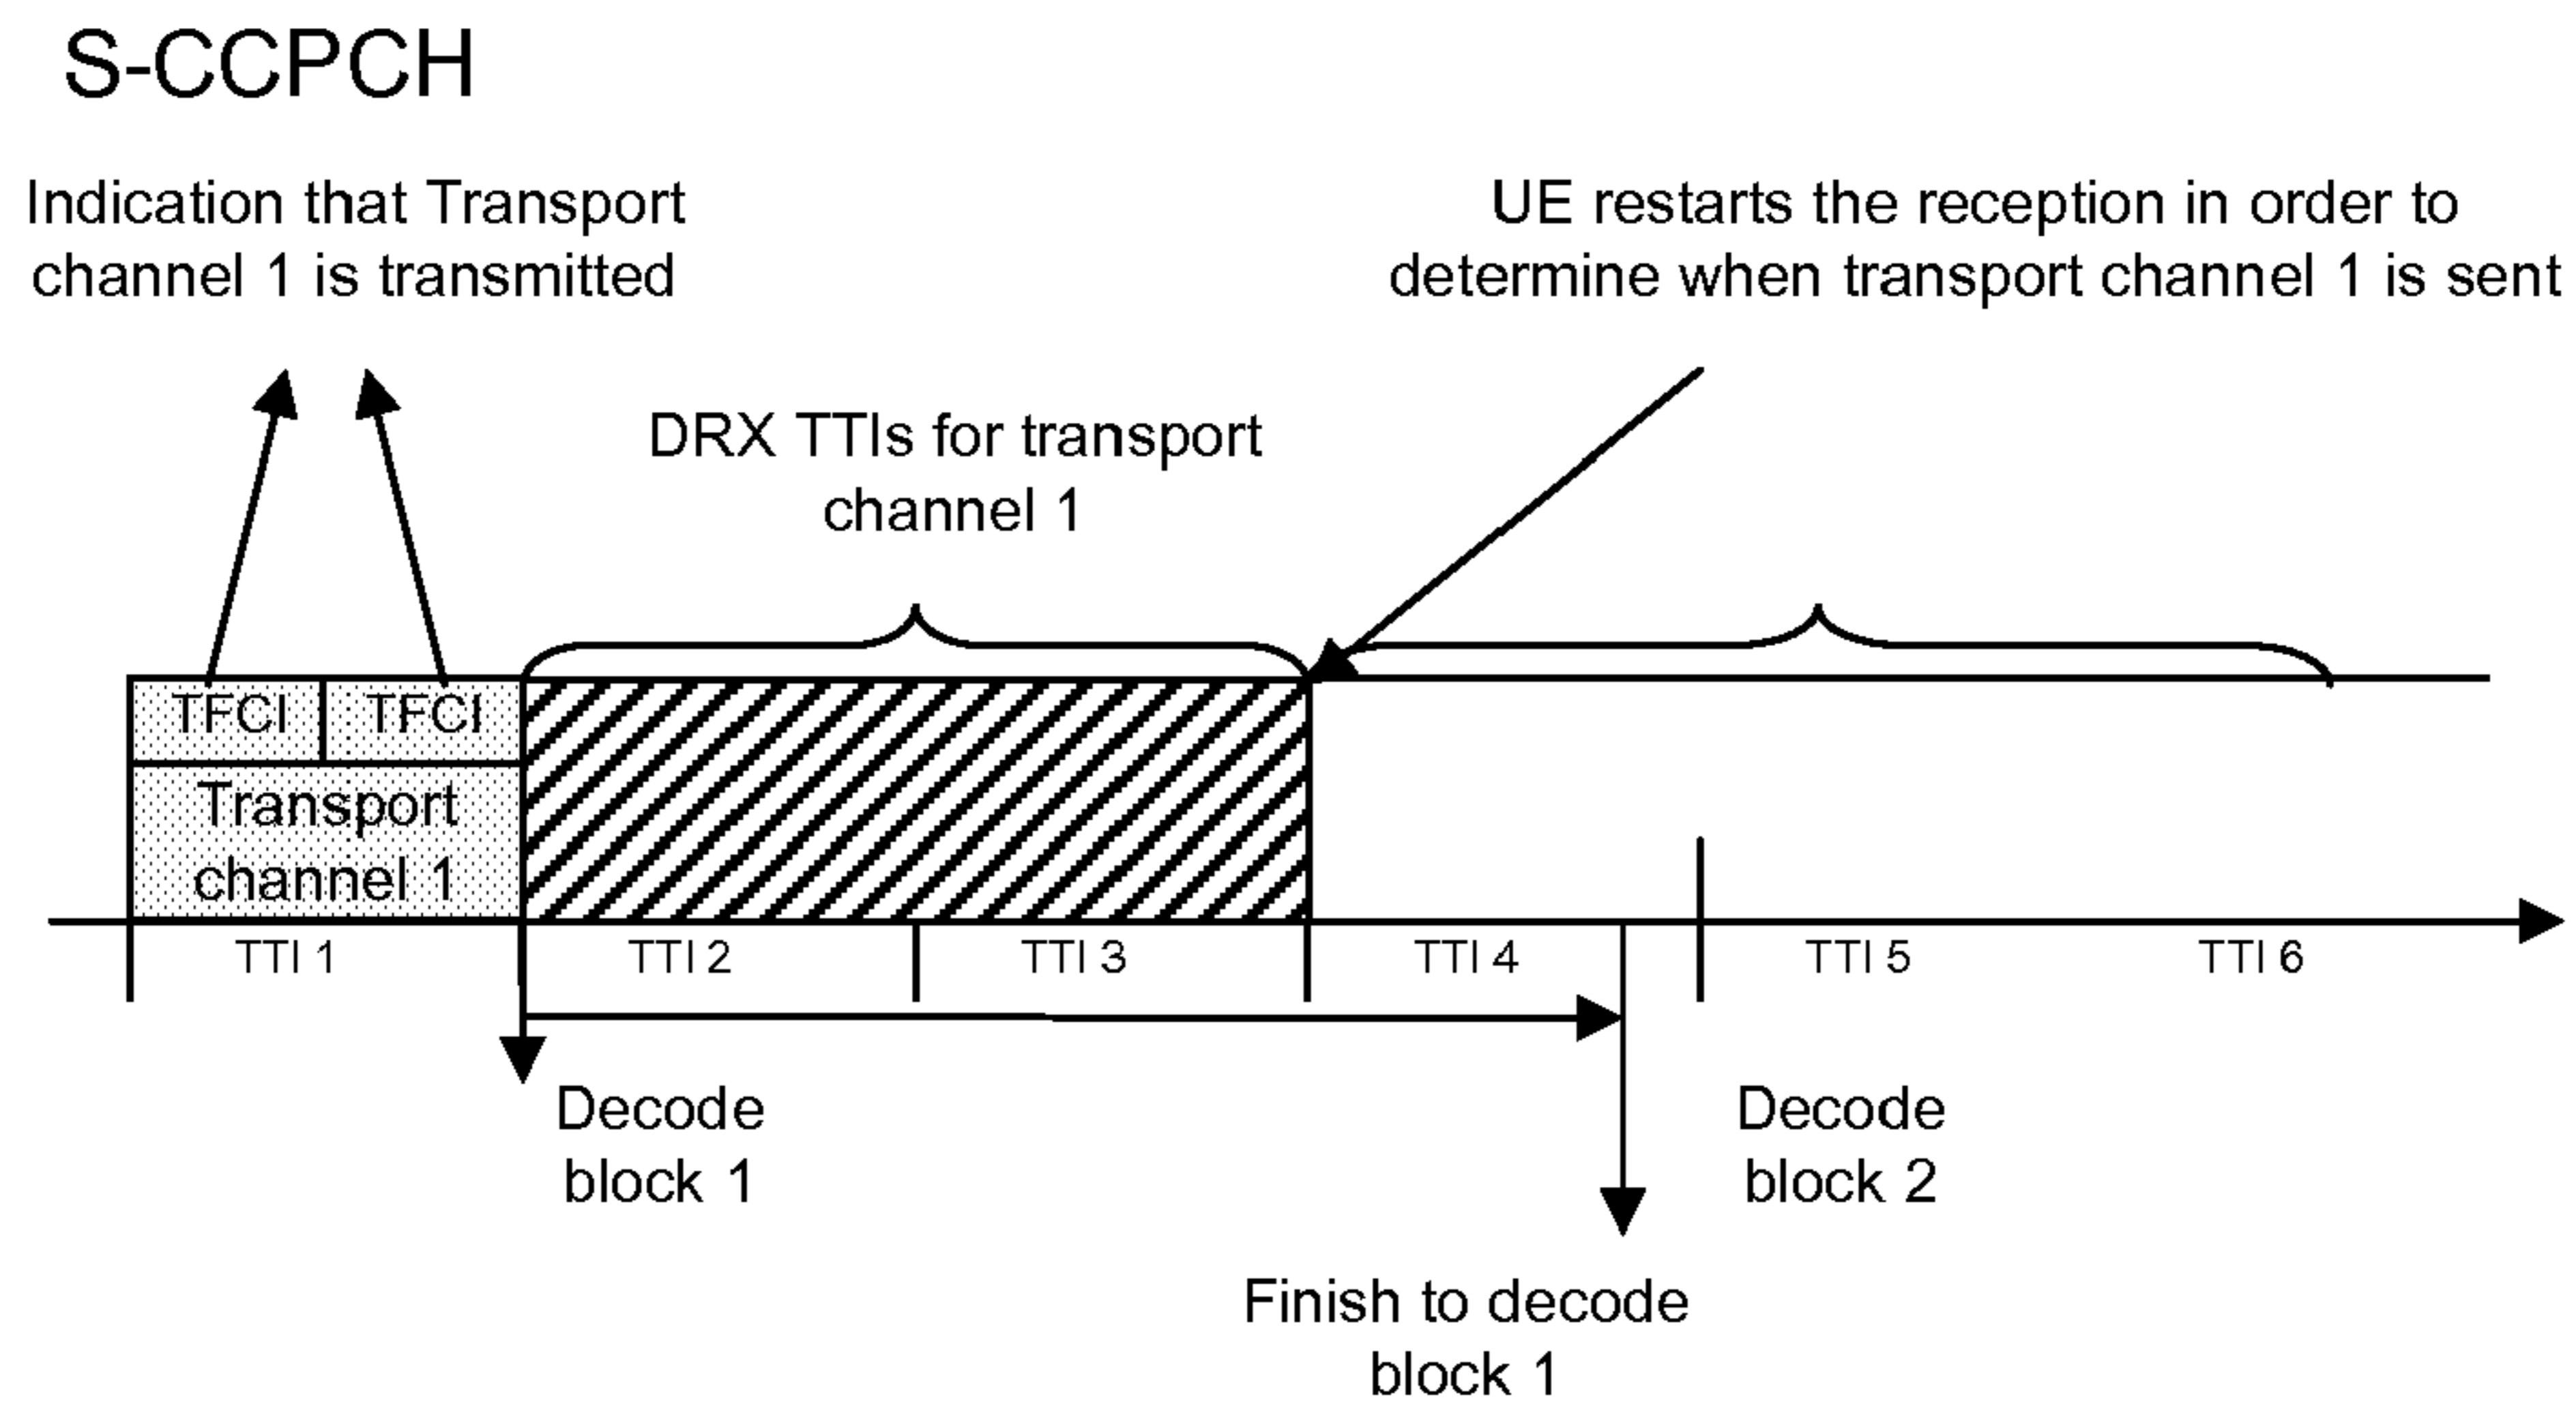 S-CCPCH
Indication that Transport
channel 1 is transmitted
UE restarts the reception in order to
determine when transport channel 1 is sent
DRX TTIs for transport
channel 1
TFCI TFCI
Transport
channel 1
TTI 1 TTI 2 TTI 3 TTI 4 TTI 5 TTI 6
Decode
block 1
Decode
block 2
Finish to decode
block 1